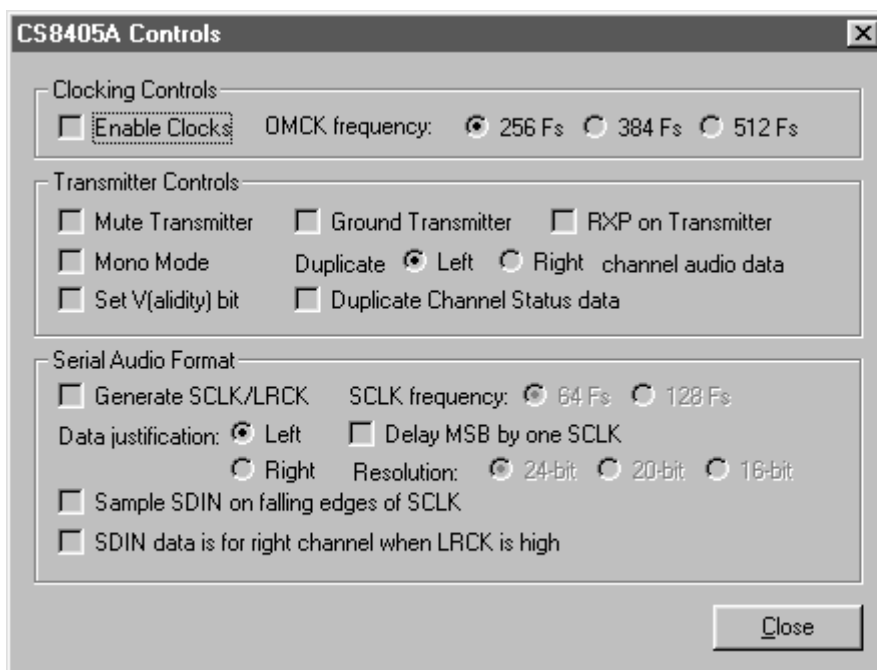 CS8405A Controls
Clocking Controls
Enable Clocks OMCK frequency: 256 Fs 384 Fs 512 Fs
Transmitter Controls
Mute Transmitter Ground Transmitter RXP on Transmitter
Mono Mode Duplicate Left Right channel audio data
Set V(alidity) bit Duplicate Channel Status data
Serial Audio Format
Generate SCLK/LRCK SCLK frequency: 64 Fs 128 Fs
Data justification: Left Delay MSB by one SCLK
Right Resolution: 24-bit 20-bit 16-bit
Sample SDIN on falling edges of SCLK
SDIN data is for right channel when LRCK is high
Close